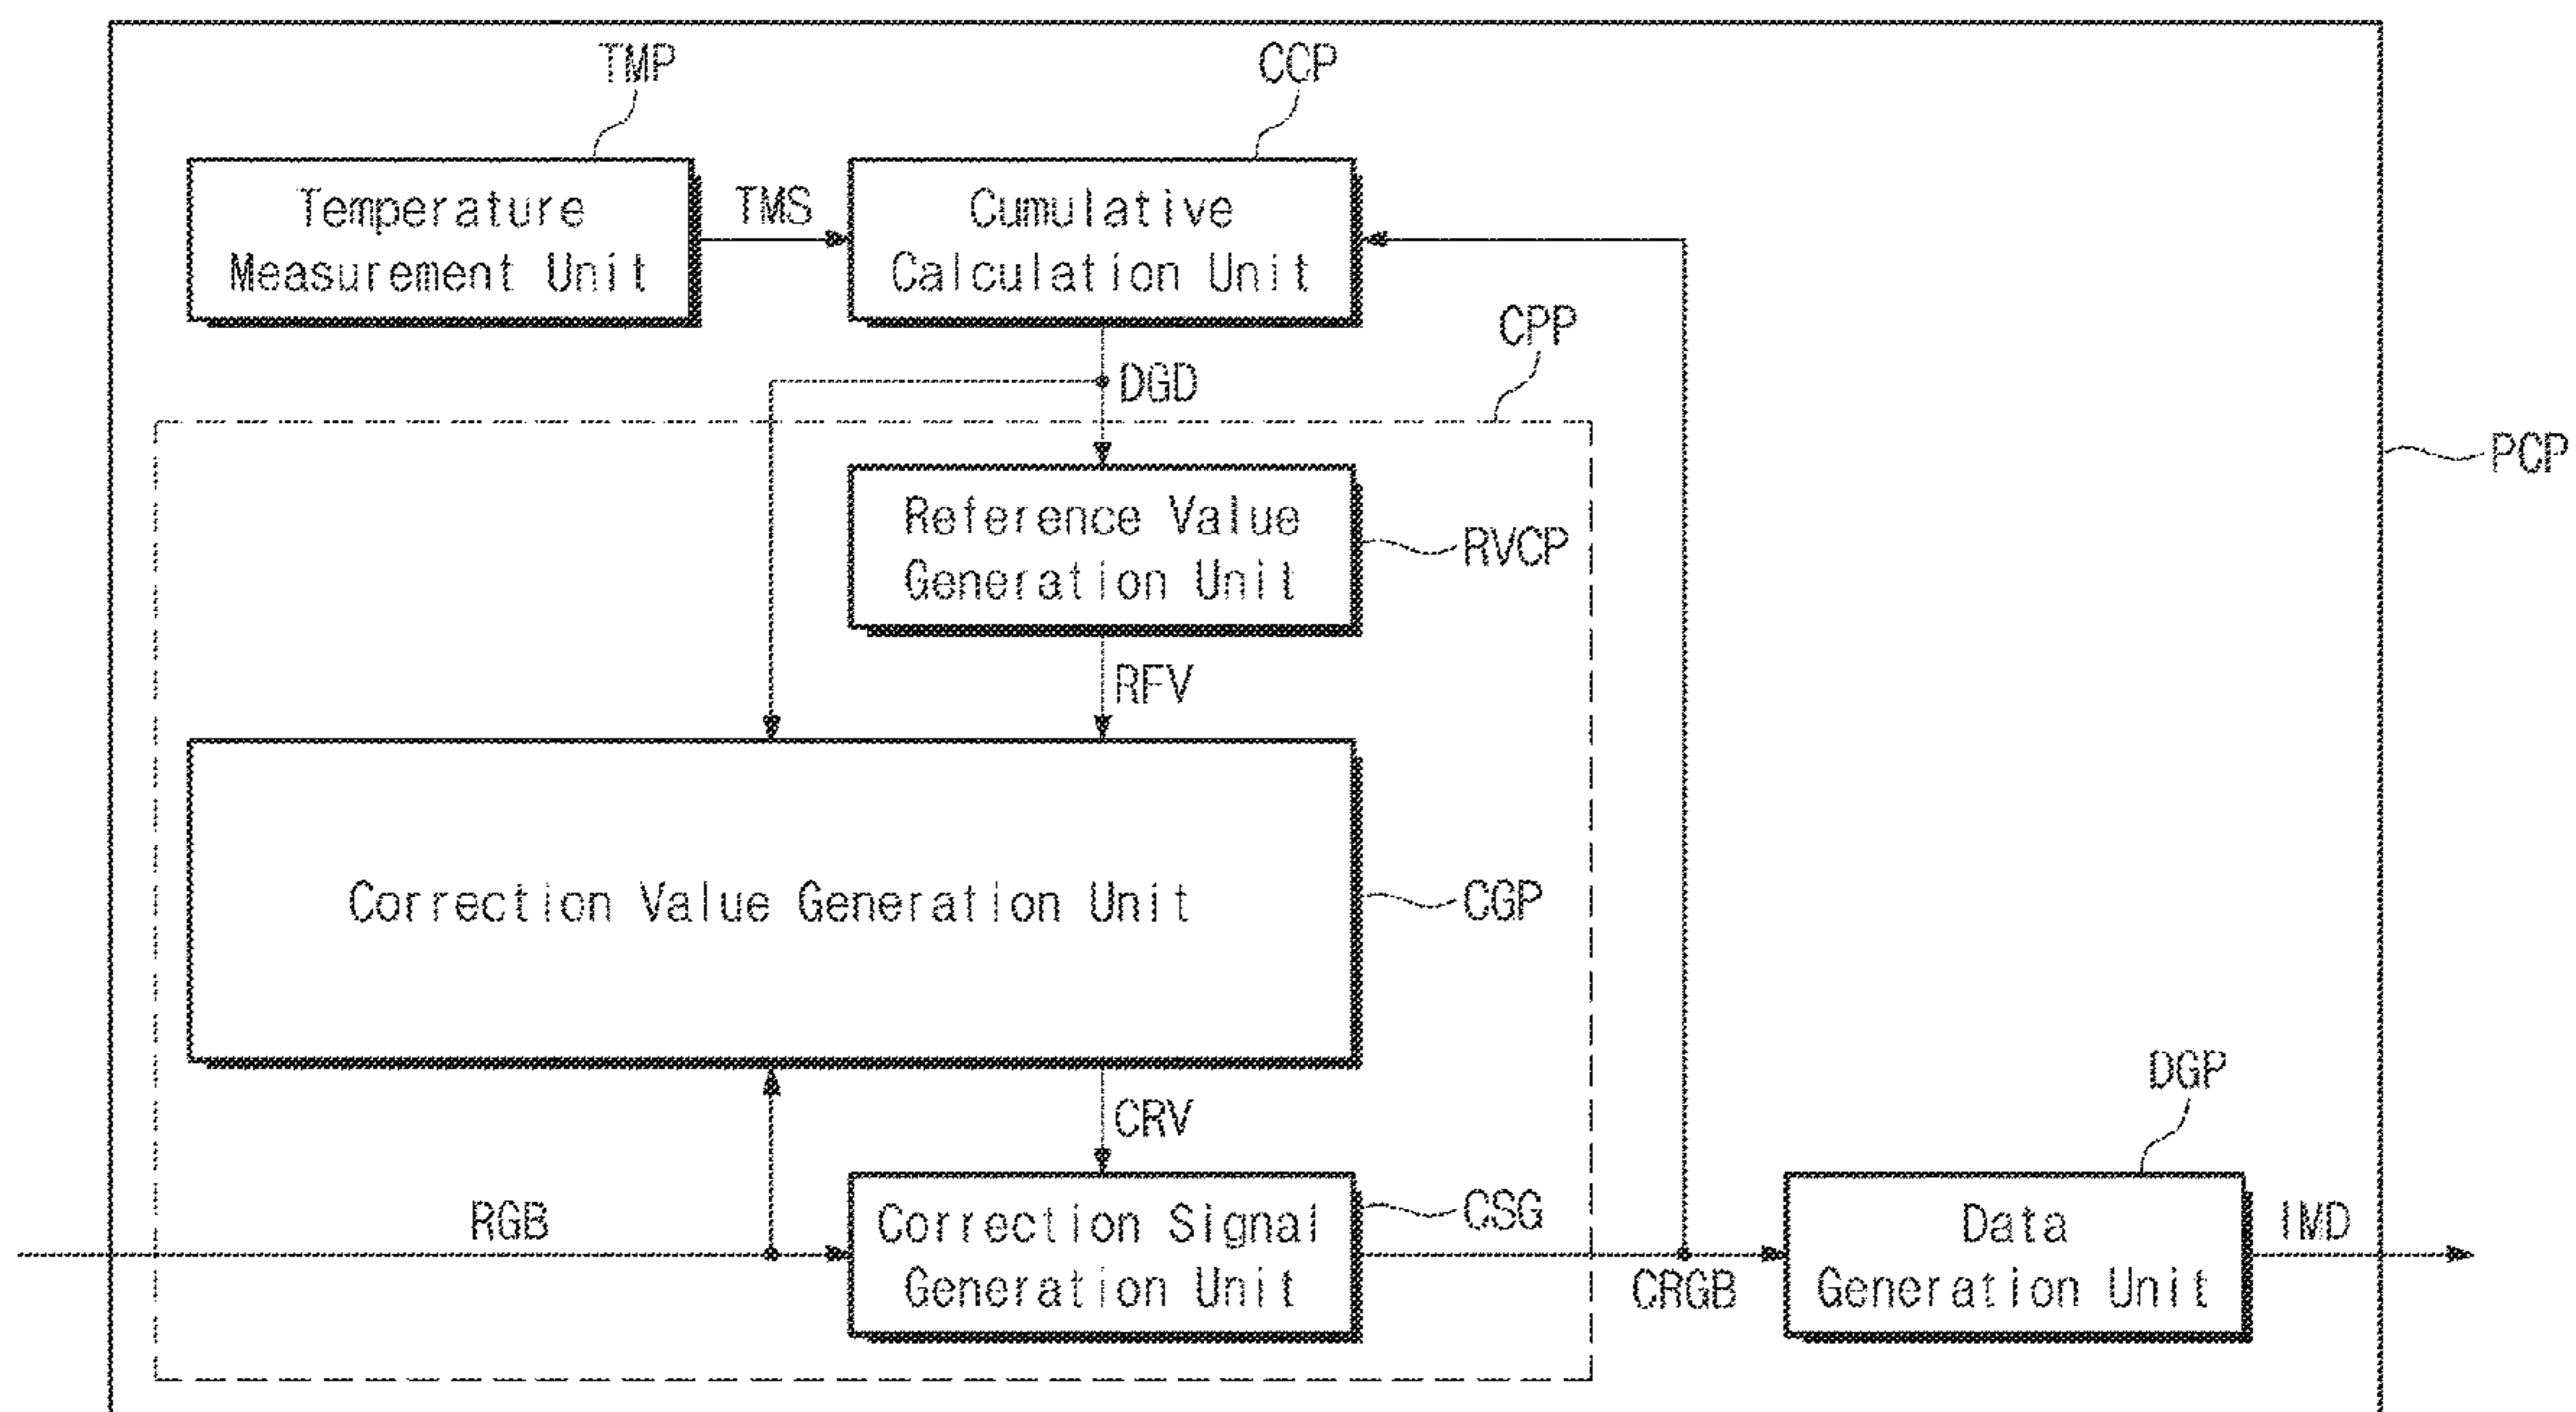 TMP
CCP
Temperature
Measurement Unit
TMS
Cumulative
Calculation Unit
CPP
DGD
PCP
Reference Value
Generation Unit
RVCP
RFV
Correction Value Generation Unit
CGP
DGP
CRV
RGB
Correction Signal
Generation Unit
CSG
CRGB
Data
Generation Unit
IMD